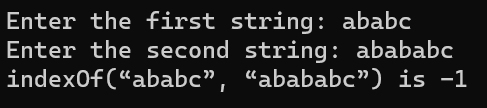 Enter the first string: ababc
Enter the second string: abababc
indexOf(“ababc”, “abababc”) is -1